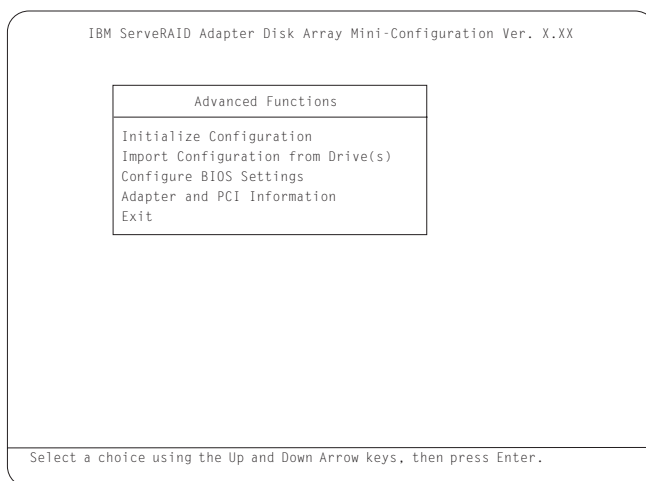 IBM ServeRAID Adapter Disk Array Mini-Configuration Ver. X.XX
Advanced Functions
Initialize Configuration
Import Configuration from Drive(s)
Configure BIOS Settings
Adapter and PCI Information
Exit
Select a choice using the Up and Down Arrow keys, then press Enter.